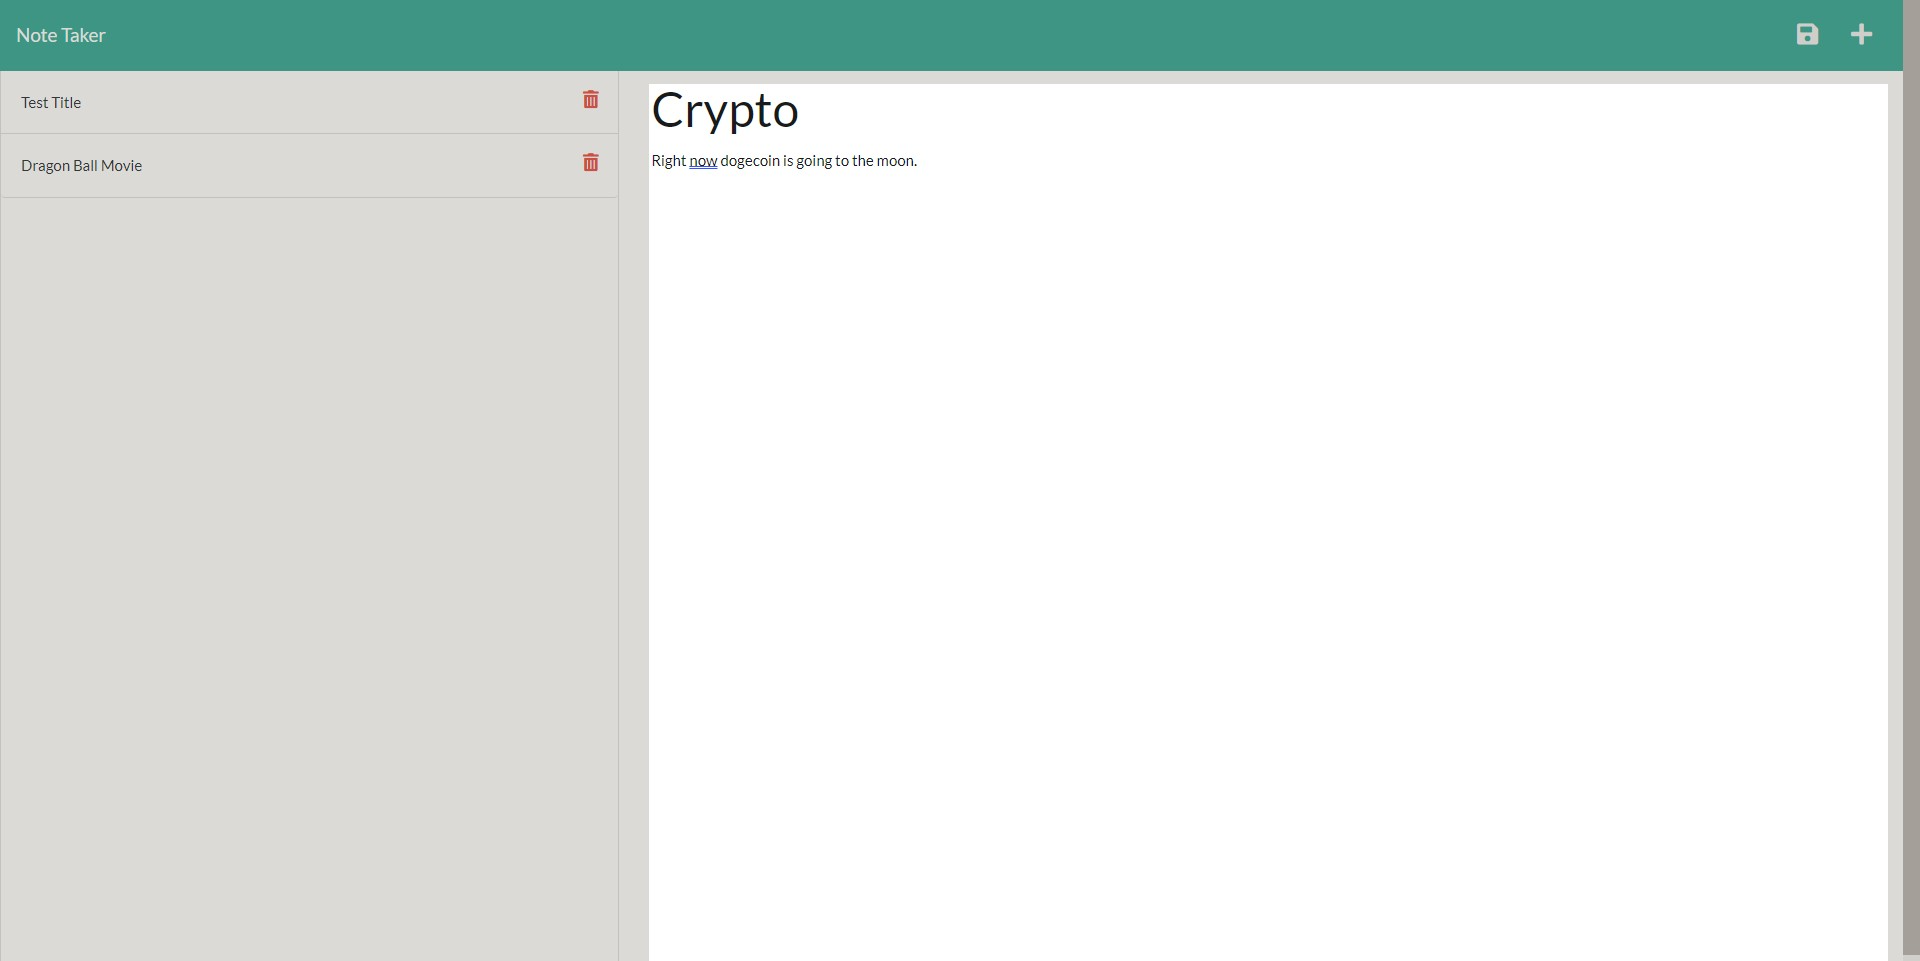 Note Taker
Test Title
Dragon Ball Movie
Crypto
Right now dogecoin is going to the moon.